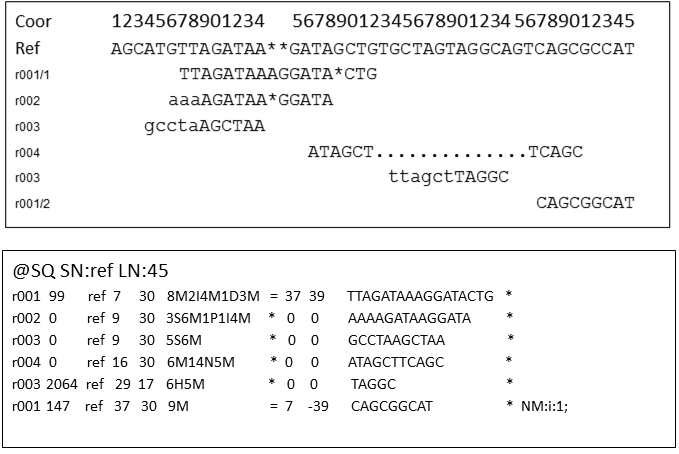 Coor 12345678901234 5678901234567890123456789012345
Ref AGCATGTTAGATAA**GATAGCTGTGCTAGTAGGCAGTCAGCGCCAT
r001/1 TTAGATAAAGGATA*CTG
r002 aaaAGATAA*GGATA
r003 gcctaAGCTAA
r004 ATAGCT..............TCAGC
r003 ttagctTAGGC
r001/2 CAGCGGCAT
@SQ SN:ref LN:45
r001 99 ref 7 30 8M2I4M1D3M = 37 39 TTAGATAAAGGATACTG *
r002 0 ref 9 30 3S6M1P1I4M * 0 0 AAAAGATAAGGATA *
r003 0 ref 9 30 5S6M * 0 0 GCCTAAGCTAA *
r004 0 ref 16 30 6M14N5M * 0 0 ATAGCTTCAGC *
r003 2064 ref 29 17 6H5M * 0 0 TAGGC *
r001 147 ref 37 30 9M = 7 -39 CAGCGGCAT * NM:i:1;